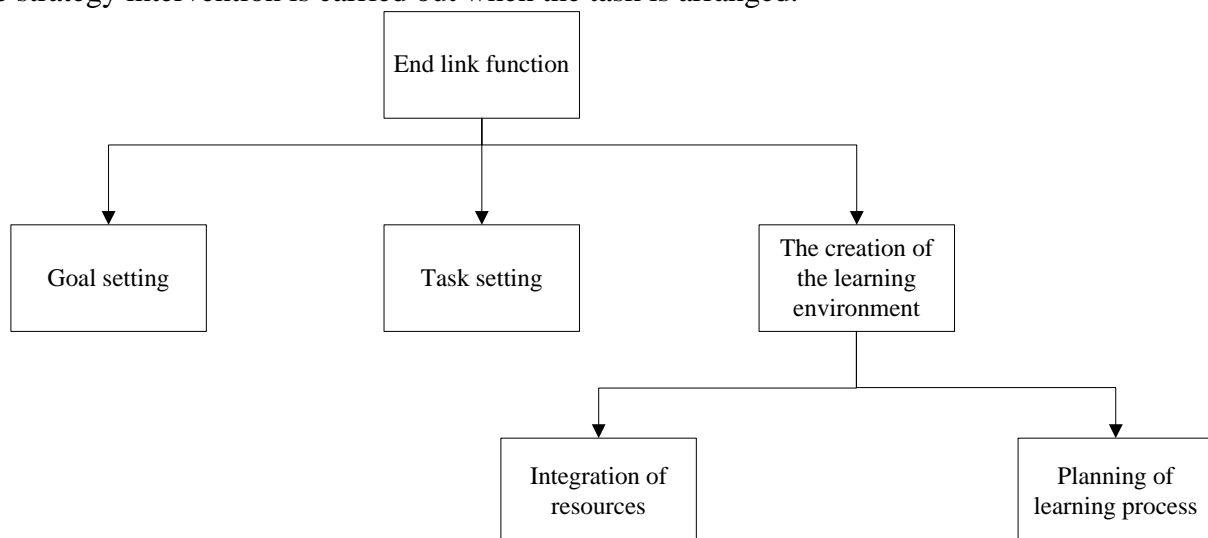 strategy intervention is carried out when the task is arranged.
End link function
Goal setting
Task setting
The creation of
the learning
environment
Integration of
resources
Planning of
learning process